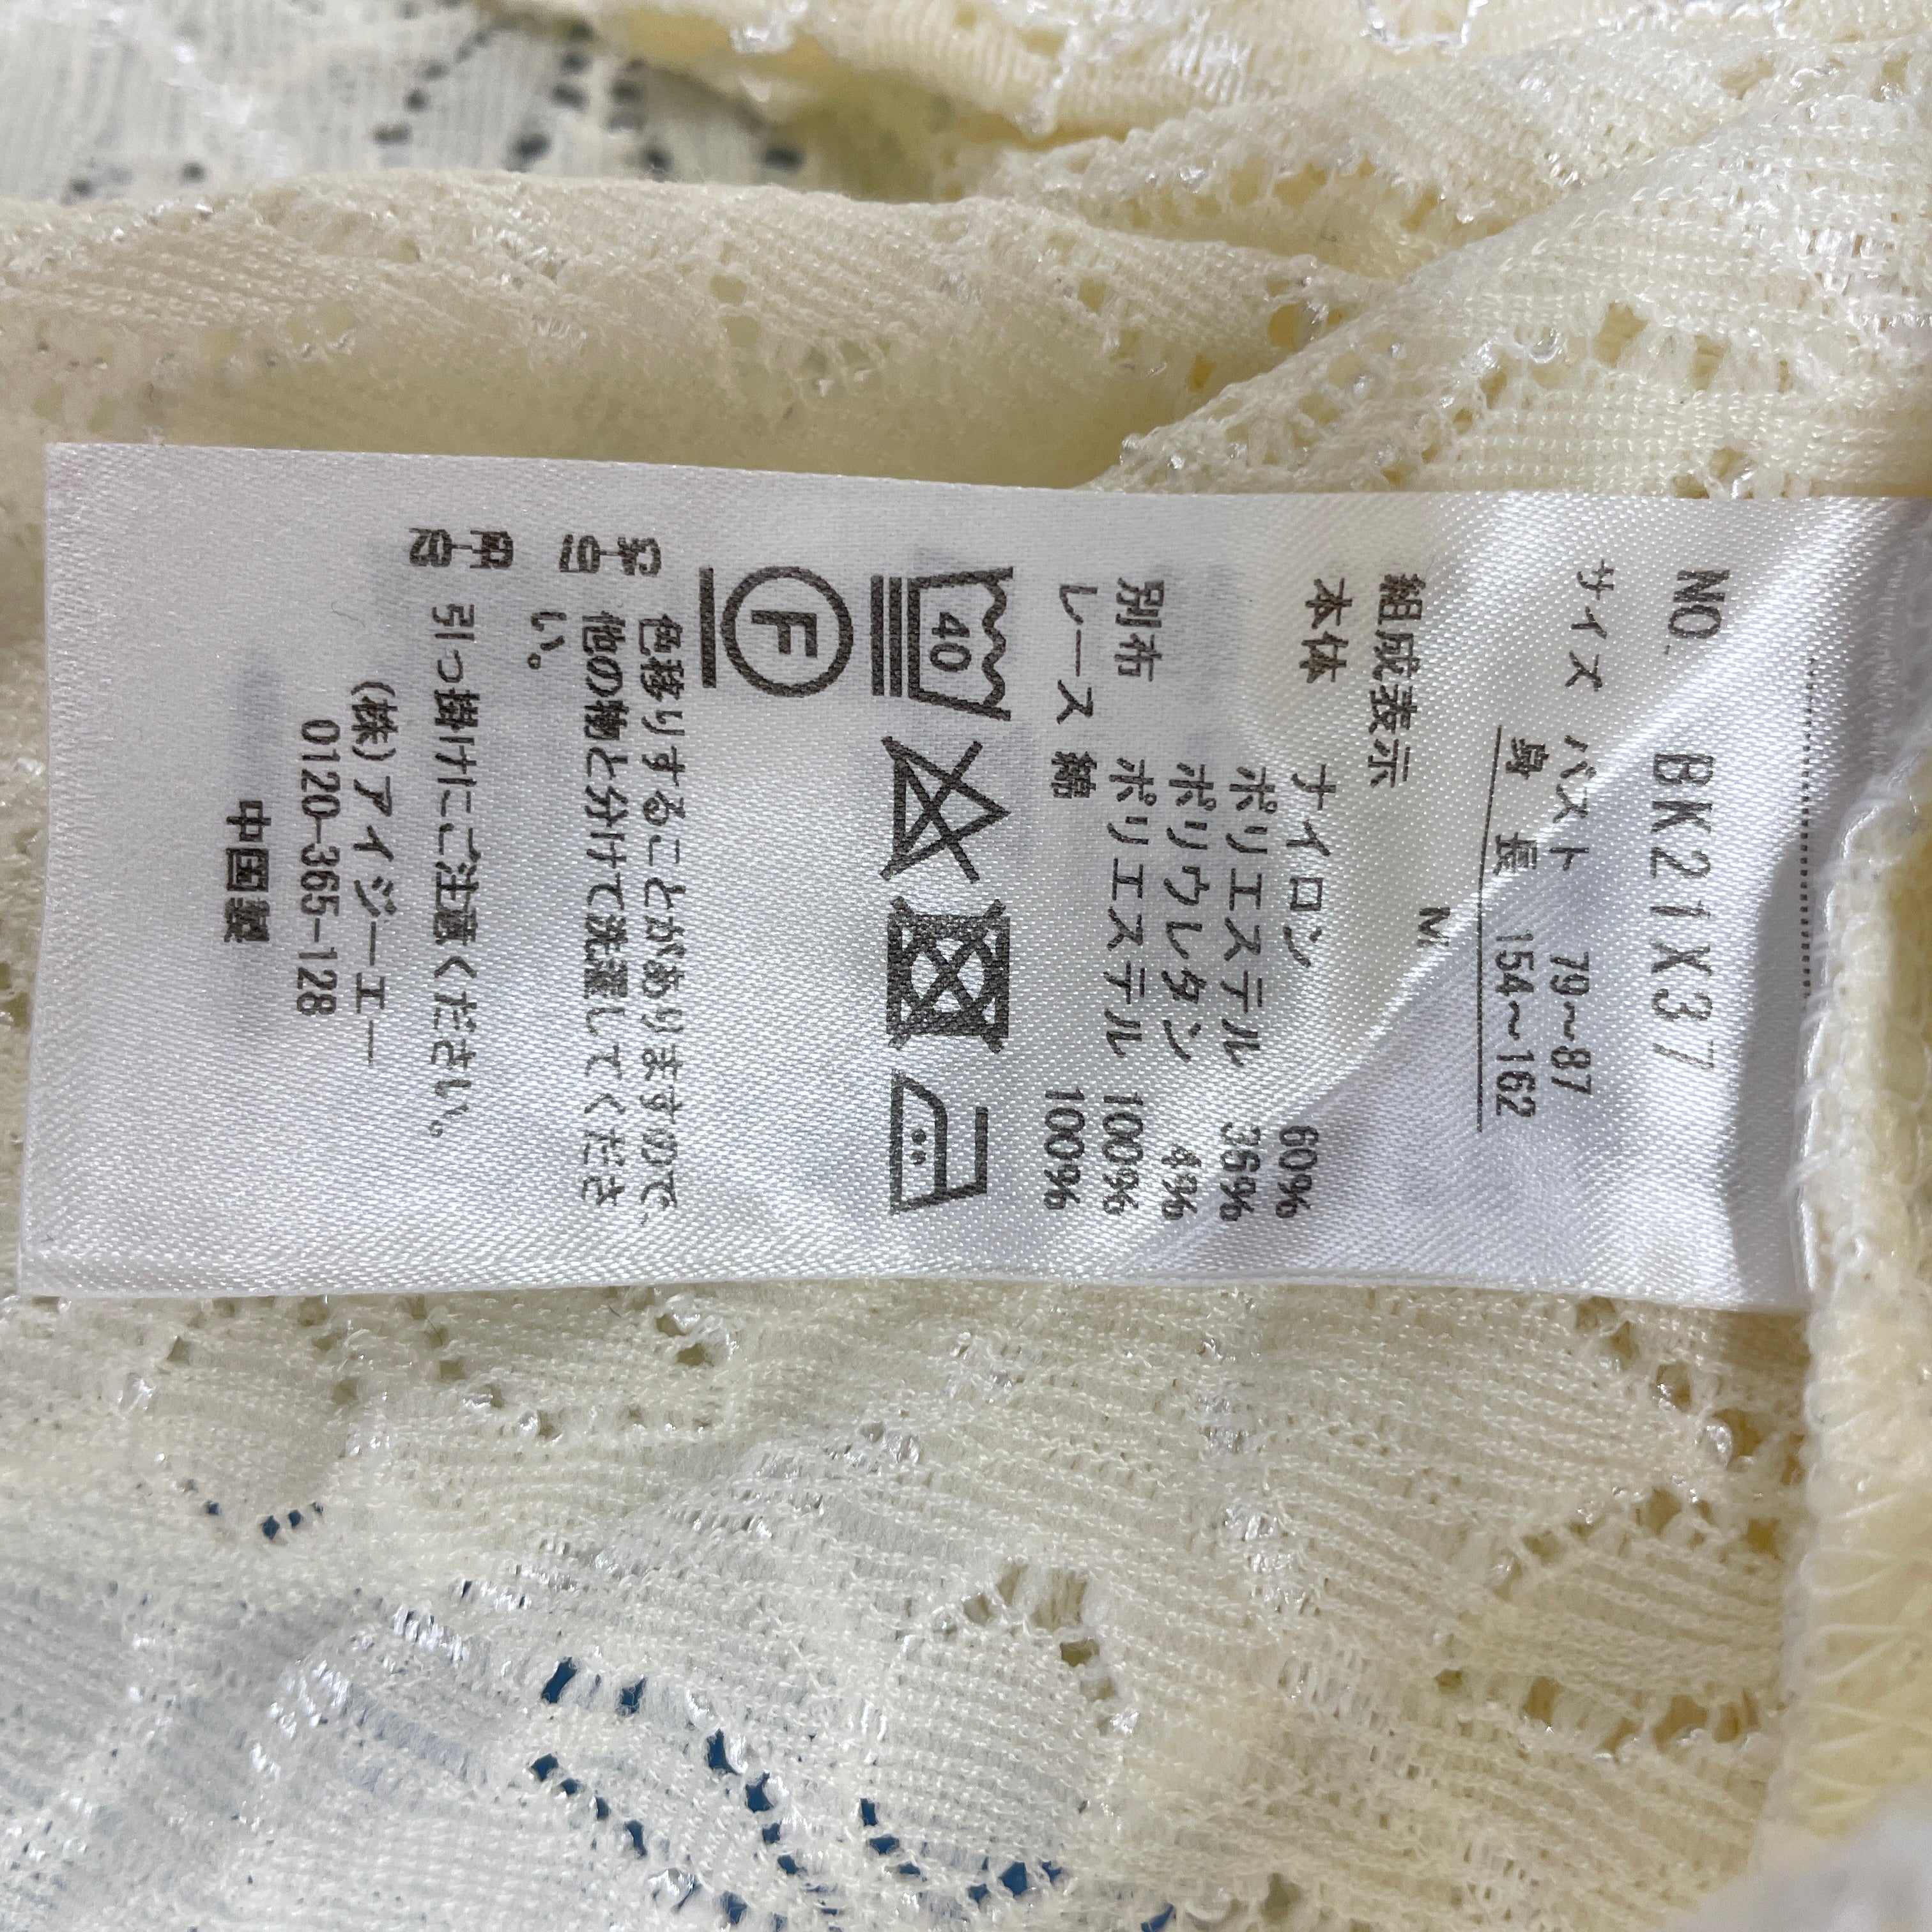 NO. BK21X37
サイズ バスト 79~87
身 長 154~162
M
組成表示
本体 ナイロン 60%
ポリエステル 36%
ポリウレタン 4%
別布 ポリエステル 100%
レース 綿 100%
40
F
色移りすることがありますので、
他の物と分けて洗濯してくださ
い。
引っ掛けにご注意ください。
(株)アイジーエー
0120-365-128
中国製